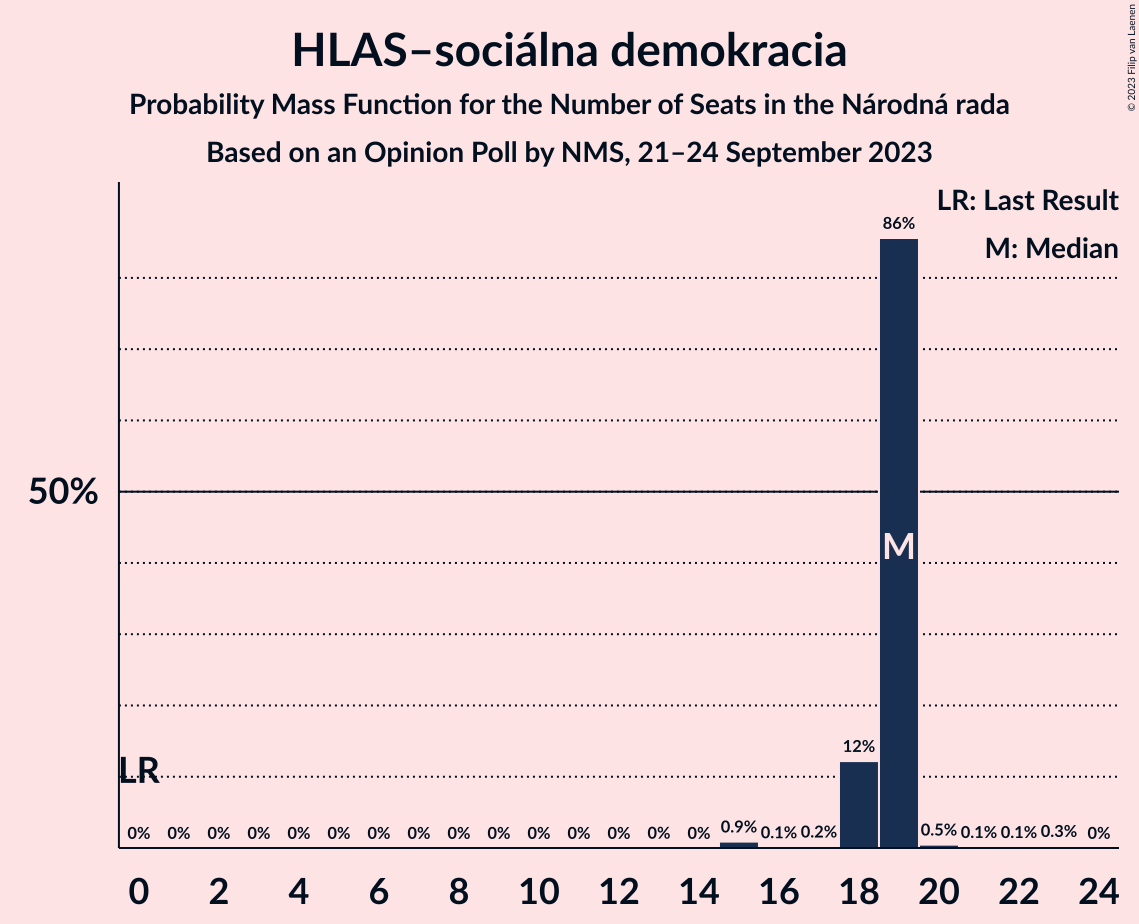 HLAS–sociálna demokracia
Probability Mass Function for the Number of Seats in the Národná rada
Based on an Opinion Poll by NMS, 21–24 September 2023
© 2023 Filip van Laenen
LR: Last Result
M: Median
86%
50%
M
12%
LR
0% 0% 0% 0% 0% 0% 0% 0% 0% 0% 0% 0% 0% 0% 0% 0.9% 0.1% 0.2% 0.5% 0.1% 0.1% 0.3% 0%
0 2 4 6 8 10 12 14 16 18 20 22 24